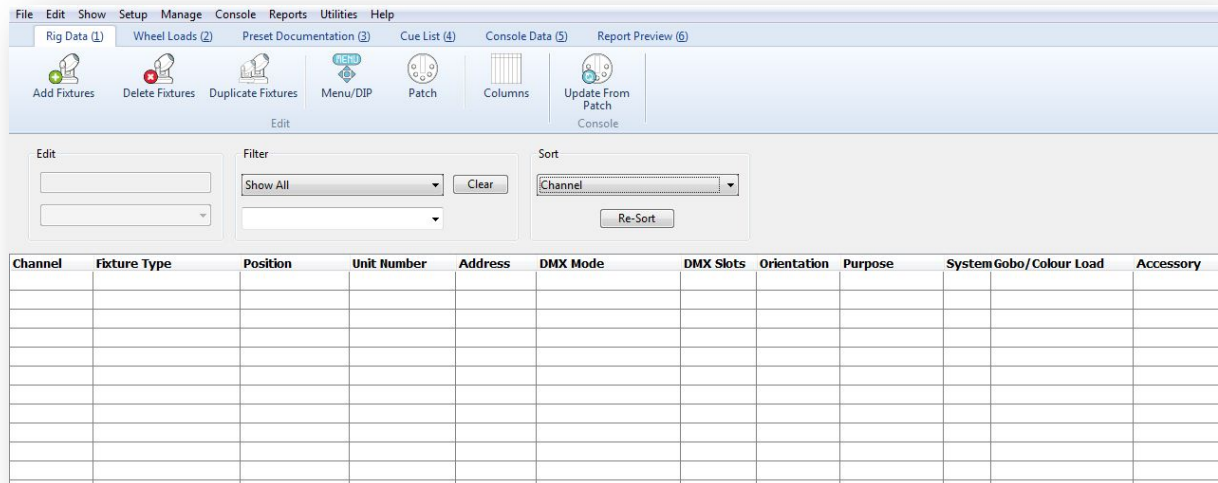 File Edit Show Setup Manage Console Reports Utilities Help
Rig Data (1) Wheel Loads (2) Preset Documentation (3) Cue List (4) Console Data (5) Report Preview (6)
MENU
Add Fixtures Delete Fixtures Duplicate Fixtures Menu/DIP Patch Columns Update From
Patch
Edit Console
Edit Filter Sort
Show All Clear Channel
Re-Sort
Channel Fixture Type Position Unit Number Address DMX Mode DMX Slots Orientation Purpose System Gobo/Colour Load Accessory